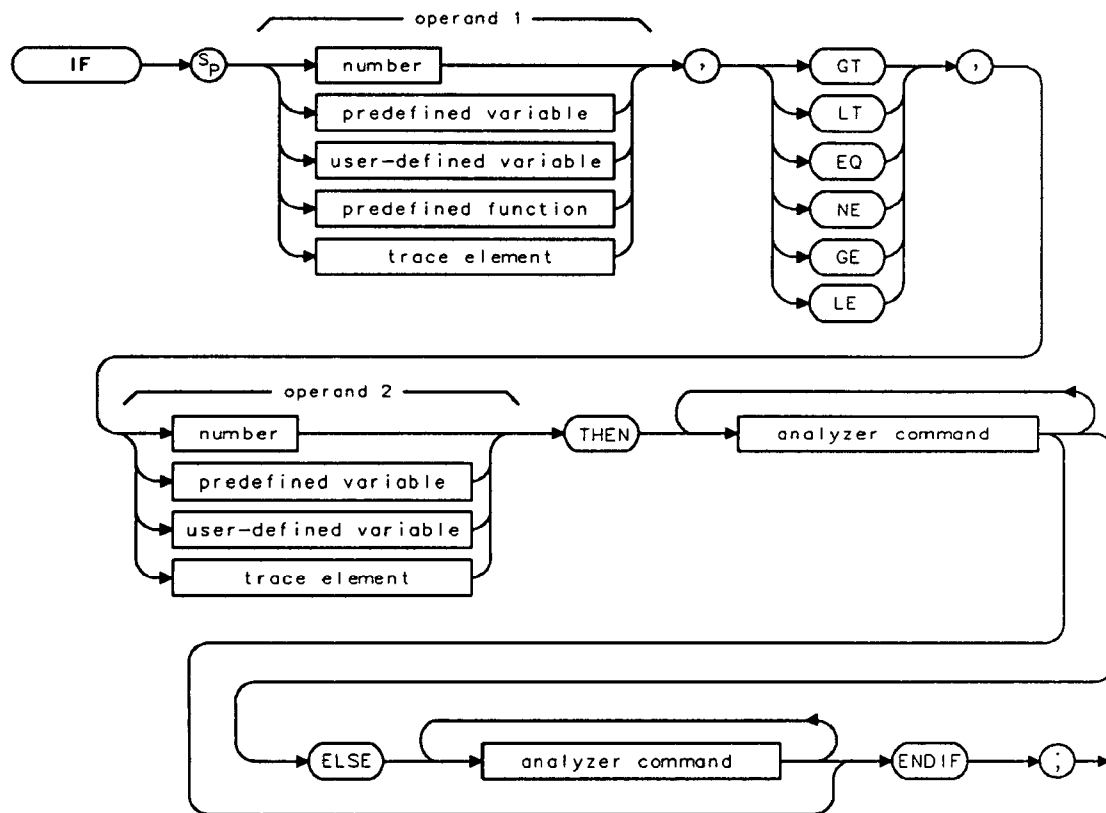 operand 1
IF
SP
number
,
GT
,
predefined variable
LT
user-defined variable
EQ
predefined function
NE
trace element
GE
LE
operand 2
number
THEN
analyzer command
predefined variable
user-defined variable
trace element
ELSE
analyzer command
ENDIF
;